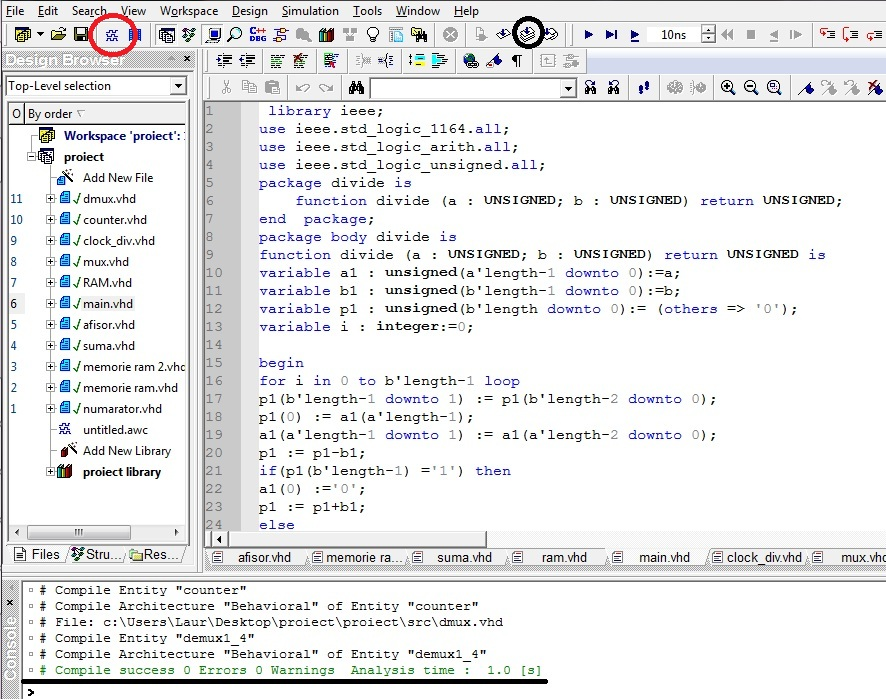 File Edit Search View Workspace Design Simulation Tools Window Help
C++
DBG
10ns
Design Browser
Top-Level selection
O By order
Workspace 'proiect':
proiect
Add New File
11 dmux.vhd
10 counter.vhd
9 clock_div.vhd
8 mux.vhd
7 RAM.vhd
6 main.vhd
5 afisor.vhd
4 suma.vhd
3 memorie ram 2.vhd
2 memorie ram.vhd
1 numarator.vhd
untitled.awc
Add New Library
proiect library
Files Stru... Res...
1 library ieee;
2 use ieee.std_logic_1164.all;
3 use ieee.std_logic_arith.all;
4 use ieee.std_logic_unsigned.all;
5 package divide is
6 function divide (a : UNSIGNED; b : UNSIGNED) return UNSIGNED;
7 end package;
8 package body divide is
9 function divide (a : UNSIGNED; b : UNSIGNED) return UNSIGNED is
10 variable a1 : unsigned(a'length-1 downto 0):=a;
11 variable b1 : unsigned(b'length-1 downto 0):=b;
12 variable p1 : unsigned(b'length downto 0):= (others => '0');
13 variable i : integer:=0;
14
15 begin
16 for i in 0 to b'length-1 loop
17 p1(b'length-1 downto 1) := p1(b'length-2 downto 0);
18 p1(0) := a1(a'length-1);
19 a1(a'length-1 downto 1) := a1(a'length-2 downto 0);
20 p1 := p1-b1;
21 if(p1(b'length-1) ='1') then
22 a1(0) :='0';
23 p1 := p1+b1;
24 else
afisor.vhd memorie ra... suma.vhd ram.vhd main.vhd clock_div.vhd mux.vhd
Console
# Compile Entity "counter"
# Compile Architecture "Behavioral" of Entity "counter"
# File: c:\Users\Laur\Desktop\proiect\proiect\src\dmux.vhd
# Compile Entity "demux1_4"
# Compile Architecture "Behavioral" of Entity "demux1_4"
# Compile success 0 Errors 0 Warnings Analysis time : 1.0 [s]
>